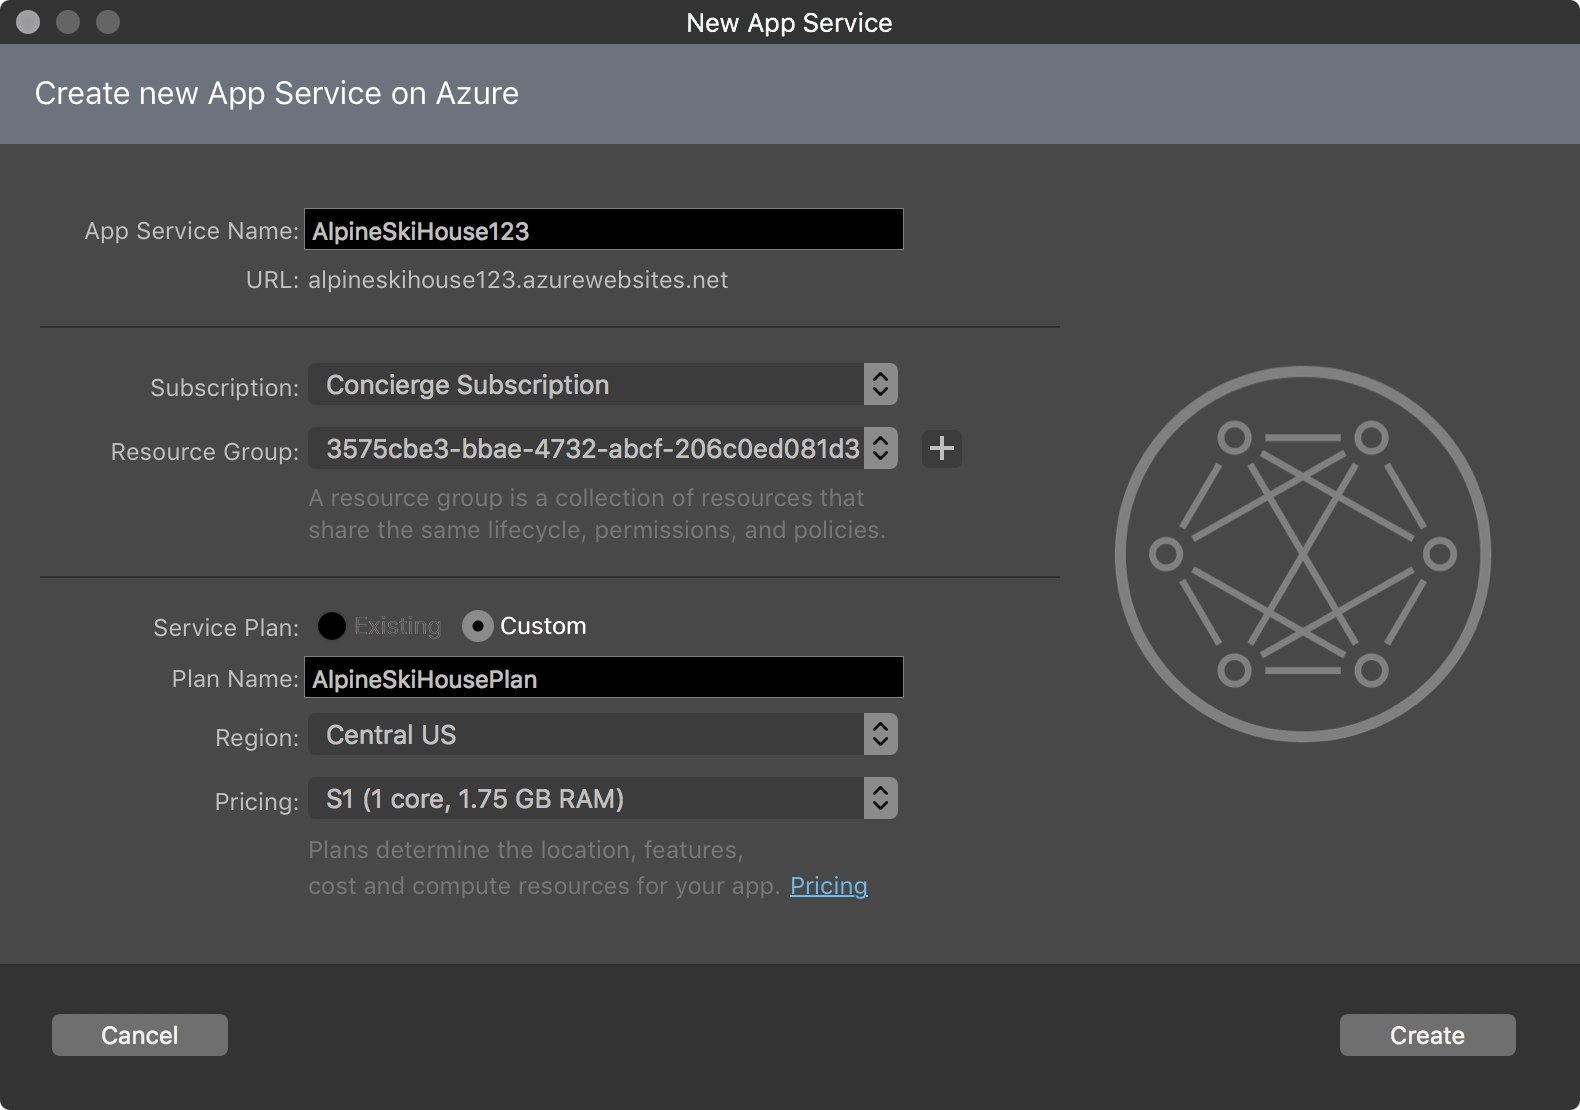 New App Service
Create new App Service on Azure
App Service Name: AlpineSkiHouse123
URL: alpineskihouse123.azurewebsites.net
Subscription: Concierge Subscription
Resource Group: 3575cbe3-bbae-4732-abcf-206c0ed081d3
A resource group is a collection of resources that
share the same lifecycle, permissions, and policies.
Service Plan: Existing Custom
Plan Name: AlpineSkiHousePlan
Region: Central US
Pricing: S1 (1 core, 1.75 GB RAM)
Plans determine the location, features,
cost and compute resources for your app. Pricing
Cancel Create